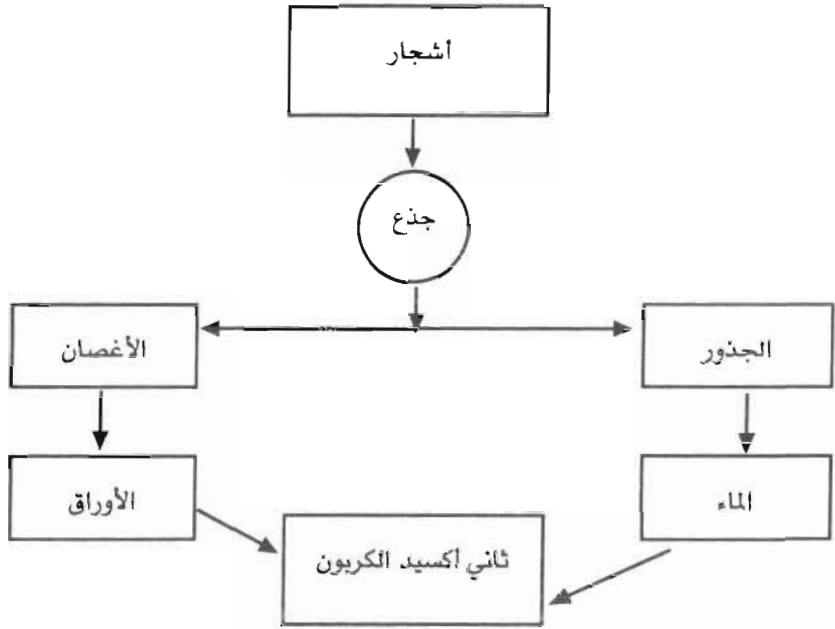 أشجار
جذع
الجذور
الأغصان
الماء
الأوراق
ثاني أكسيد الكربون